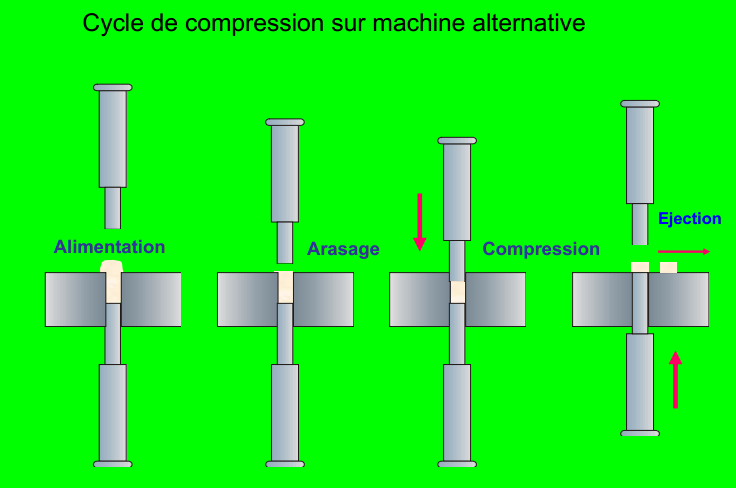 Cycle de compression sur machine alternative
Alimentation
Arasage
Compression
Ejection